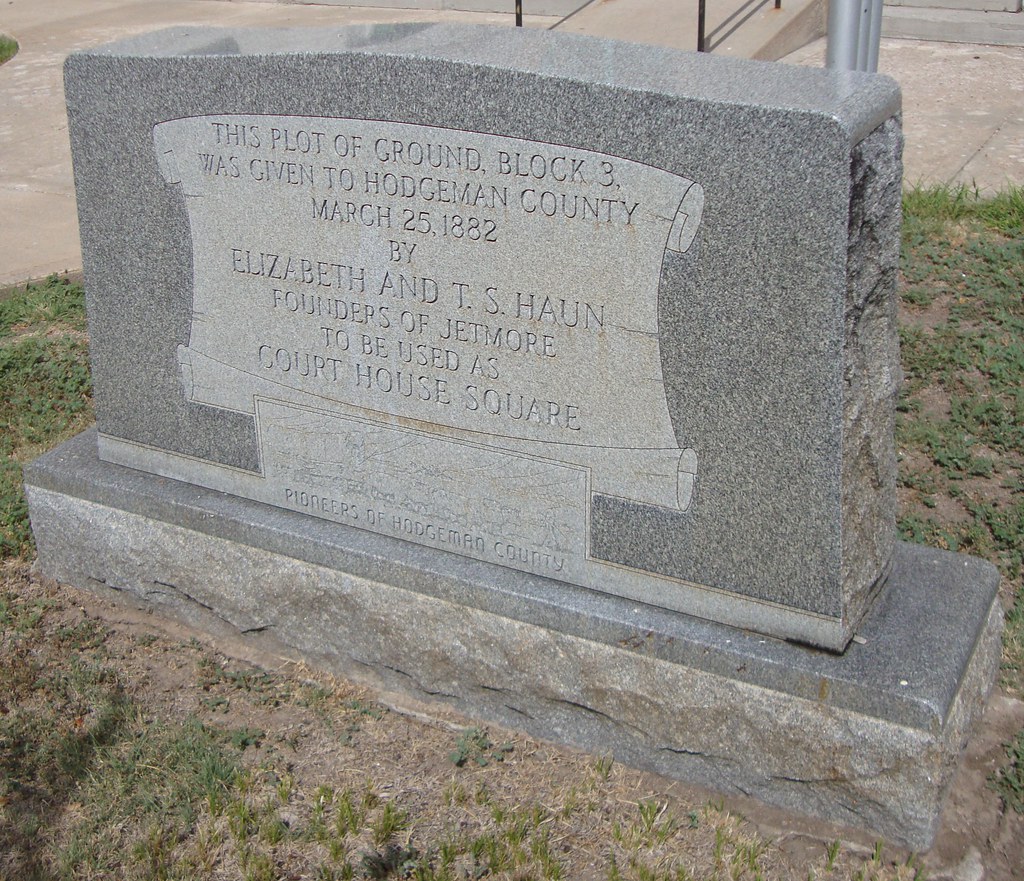 THIS PLOT OF GROUND, BLOCK 3,
WAS GIVEN TO HODGEMAN COUNTY
MARCH 25, 1882
BY
ELIZABETH AND T. S. HAUN
FOUNDERS OF JETMORE
TO BE USED AS
COURT HOUSE SQUARE
PIONEERS OF HODGEMAN COUNTY